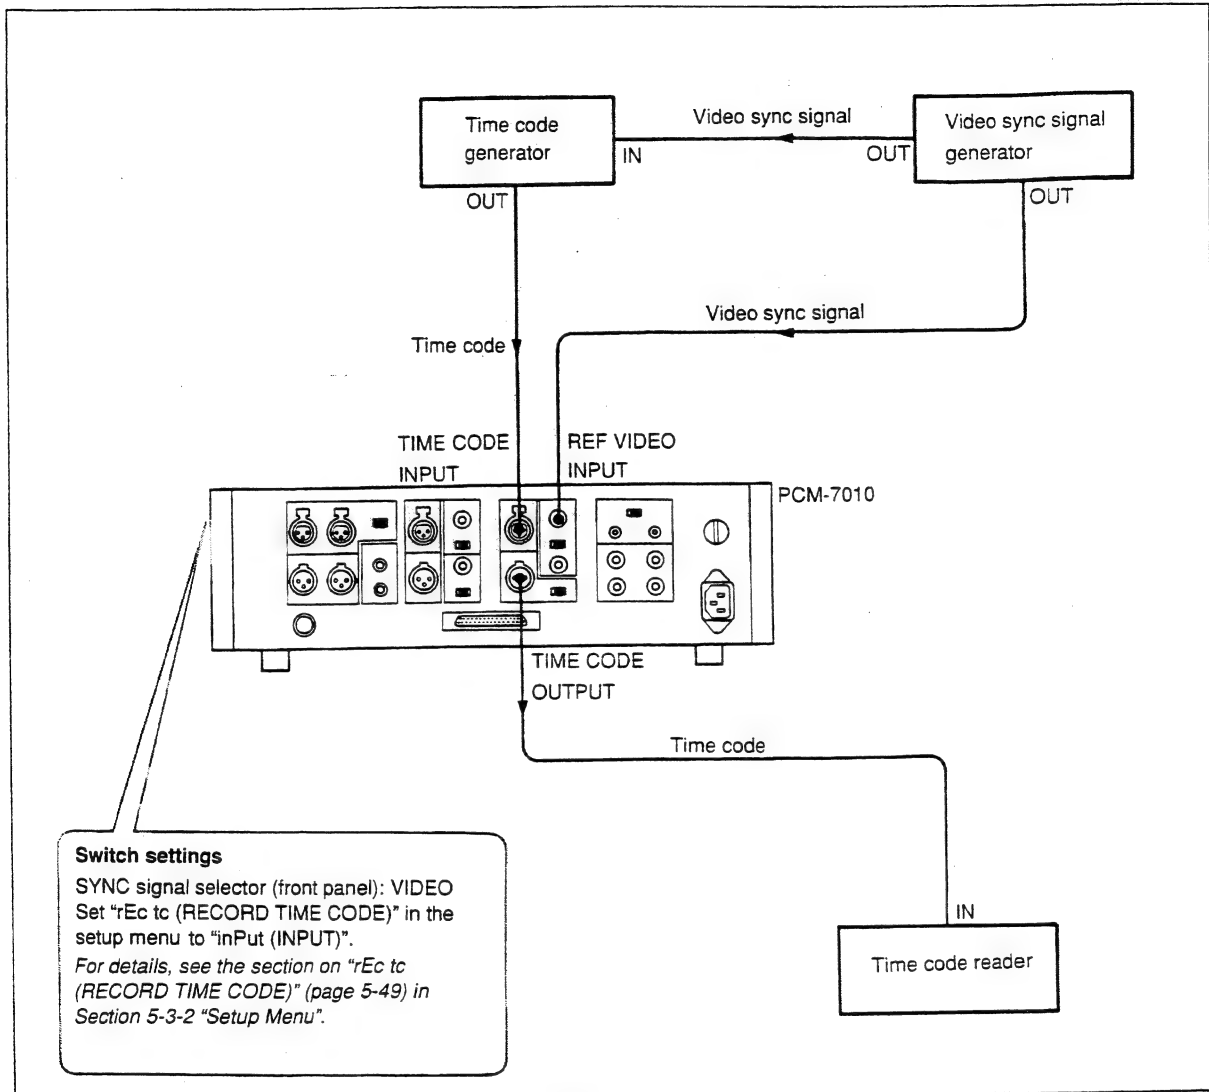 Time code
generator
Video sync signal
Video sync signal
generator
IN
OUT
OUT
OUT
Video sync signal
Time code
TIME CODE
INPUT
REF VIDEO
INPUT
PCM-7010
TIME CODE
OUTPUT
Time code
Switch settings
SYNC signal selector (front panel): VIDEO
Set “rEc tc (RECORD TIME CODE)” in the
setup menu to “inPut (INPUT)”.
For details, see the section on “rEc tc
(RECORD TIME CODE)” (page 5-49) in
Section 5-3-2 “Setup Menu”.
IN
Time code reader